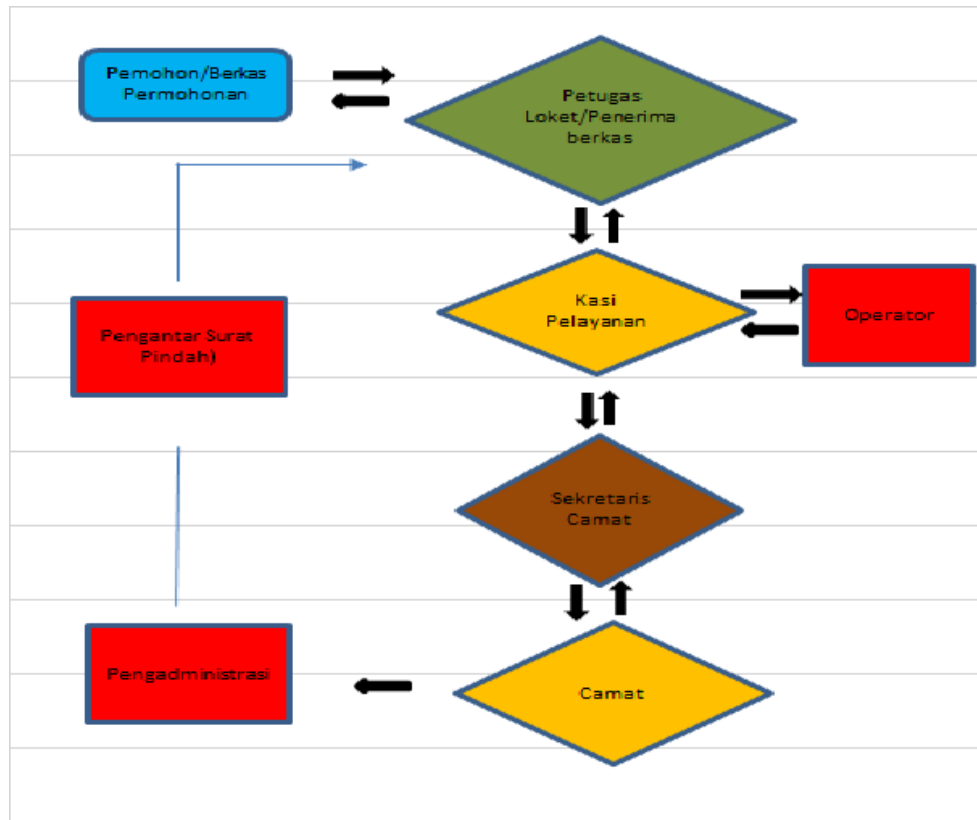 Pemohon/Berkas
Permohonan
Petugas
Loket/Penerima
berkas
Kasi
Pelayanan
Operator
Pengantar Surat
Pindah)
Sekretaris
Camat
Pengadministrasi
Camat